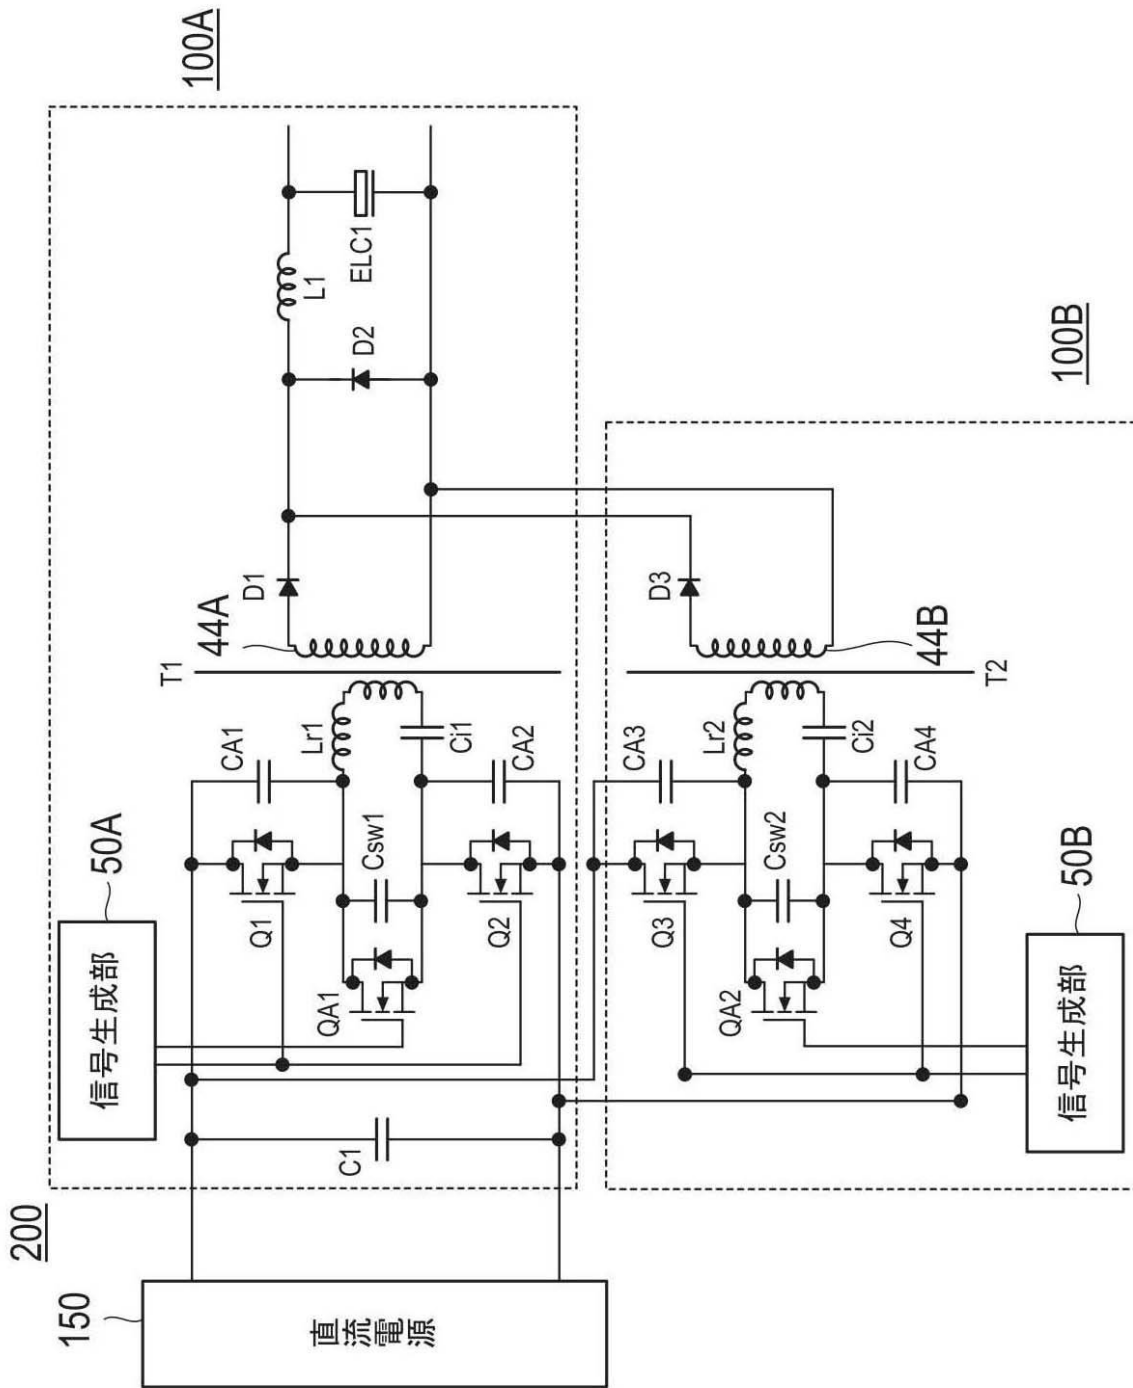 200
150
直流電源
100A
信号生成部
50A
C1
Q1
QA1
Csw1
Q2
CA1
Lr1
Ci1
CA2
T1
44A
D1
D2
L1
ELC1
100B
信号生成部
50B
Q3
QA2
Csw2
Q4
CA3
Lr2
Ci2
CA4
T2
44B
D3